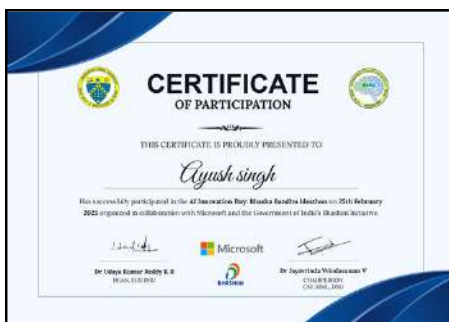 CERTIFICATE
OF PARTICIPATION
THIS CERTIFICATE IS PROUDLY PRESENTED TO
Ayush singh
Has successfully participated in the AI Innovation Day: Bhasha Bandhu Ideathon on 25th February
2025 organized in collaboration with Microsoft and the Government of India's Bhashini initiative.
Microsoft
Dr Udaya Kumar Reddy K R
Dr Jayavrinda Vrindavanam V
CHAIRPERSON